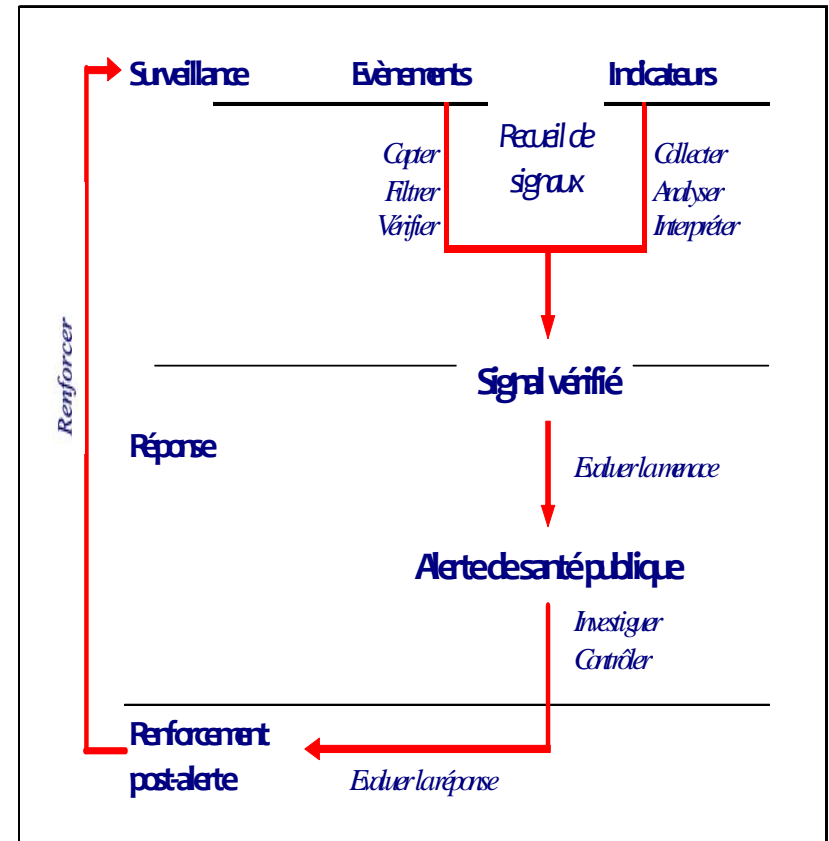 Surveillance Evènements Indicateurs
Capter
Filtrer
Vérifier
Recueil de
signaux
Collecter
Analyser
Interpréter
Renforcer
Signal vérifié
Réponse
Evaluer la menace
Alerte de santé publique
Investiguer
Contrôler
Renforcement
post-alerte
Evaluer la réponse